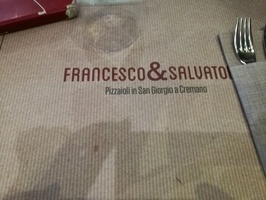 FRANCESCO&SALVATO
Pizzaioli in San Giorgio a Cremano